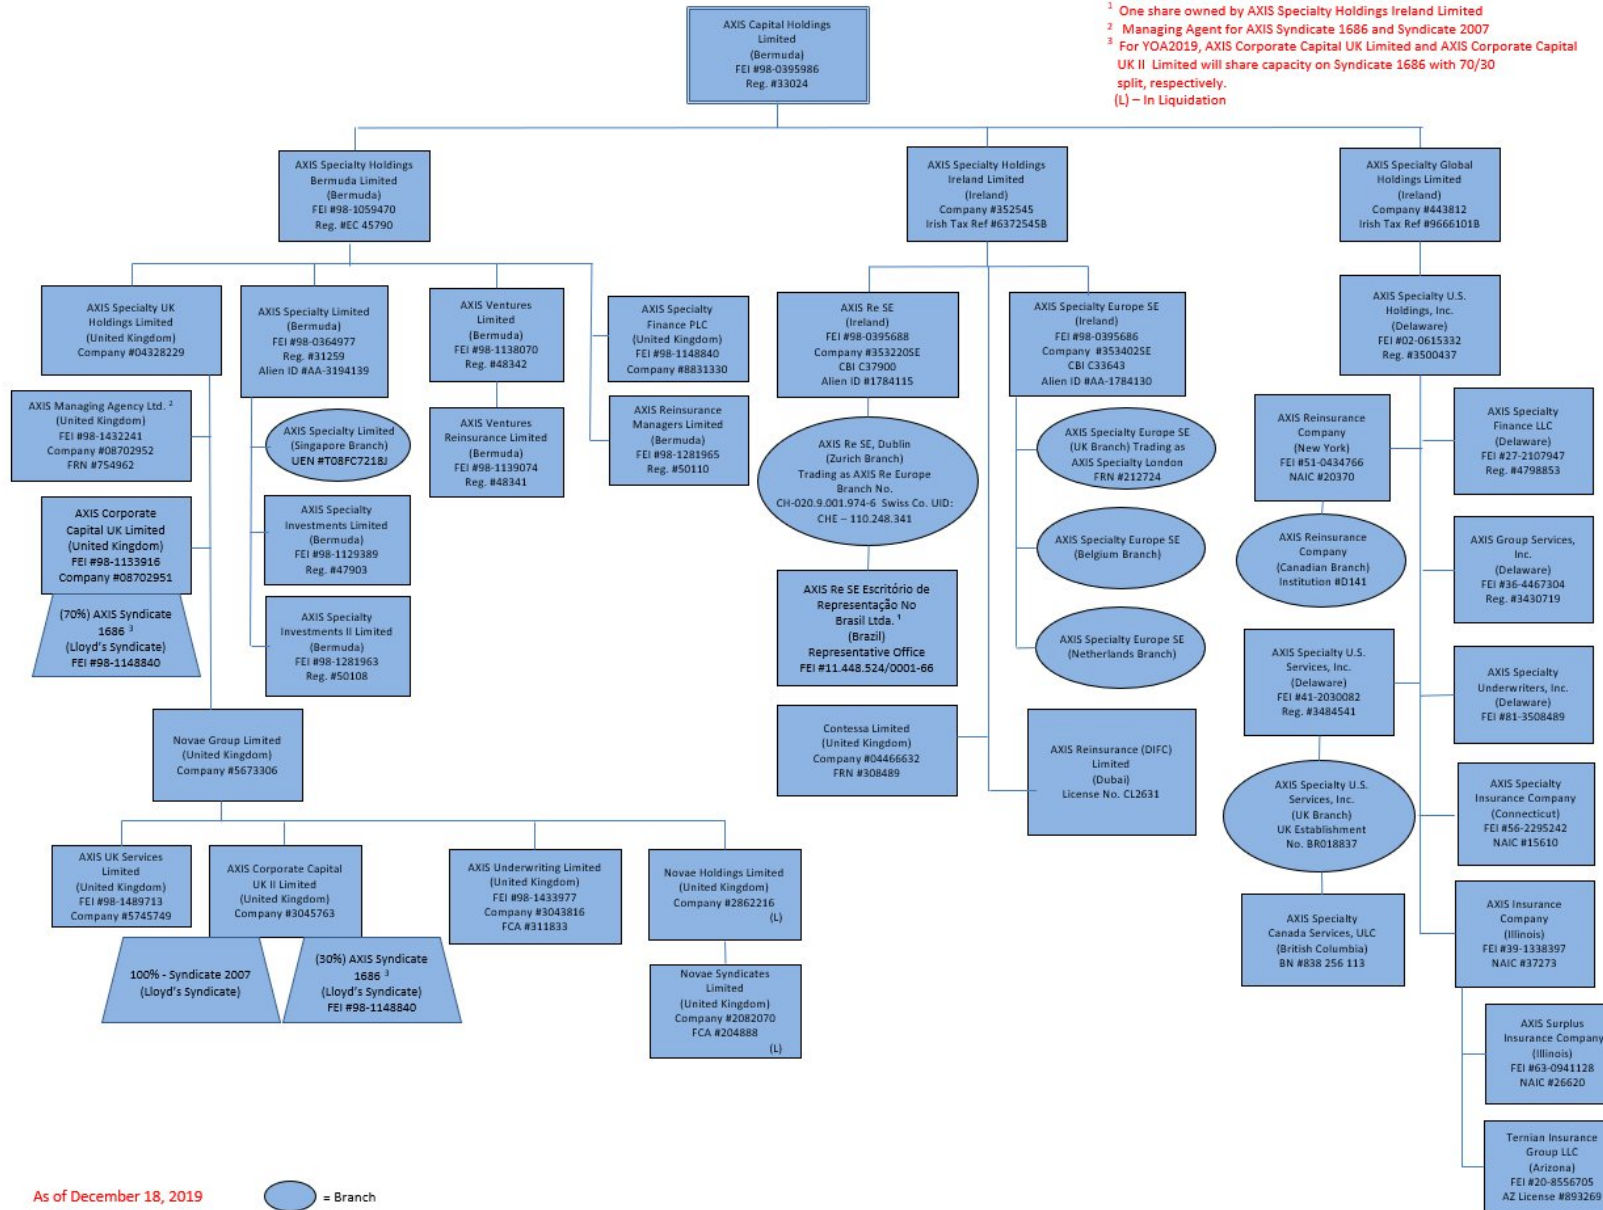 AXIS Capital Holdings
Limited
(Bermuda)
FEI #98-0395986
Reg. #33024
1 One share owned by AXIS Specialty Holdings Ireland Limited
2 Managing Agent for AXIS Syndicate 1686 and Syndicate 2007
3 For YOA2019, AXIS Corporate Capital UK Limited and AXIS Corporate Capital
UK II Limited will share capacity on Syndicate 1686 with 70/30
split, respectively.
(L) – In Liquidation
AXIS Specialty Holdings
Bermuda Limited
(Bermuda)
FEI #98-1059470
Reg. #EC 45790
AXIS Specialty Holdings
Ireland Limited
(Ireland)
Company #352545
Irish Tax Ref #6372545B
AXIS Specialty Global
Holdings Limited
(Ireland)
Company #443812
Irish Tax Ref #9666101B
AXIS Specialty UK
Holdings Limited
(United Kingdom)
Company #04328229
AXIS Specialty Limited
(Bermuda)
FEI #98-0364977
Reg. #31259
Alien ID #AA-3194139
AXIS Ventures
Limited
(Bermuda)
FEI #98-1138070
Reg. #48342
AXIS Specialty
Finance PLC
(United Kingdom)
FEI #98-1148840
Company #8831330
AXIS Re SE
(Ireland)
FEI #98-0395688
Company #353220SE
CBI C37900
Alien ID #1784115
AXIS Specialty Europe SE
(Ireland)
FEI #98-0395686
Company #353402SE
CBI C33643
Alien ID #AA-1784130
AXIS Specialty U.S.
Holdings, Inc.
(Delaware)
FEI #02-0615332
Reg. #3500437
AXIS Managing Agency Ltd. 2
(United Kingdom)
FEI #98-1432241
Company #08702952
FRN #754962
AXIS Specialty Limited
(Singapore Branch)
UEN #T08FC7218J
AXIS Ventures
Reinsurance Limited
(Bermuda)
FEI #98-1139074
Reg. #48341
AXIS Reinsurance
Managers Limited
(Bermuda)
FEI #98-1281965
Reg. #50110
AXIS Re SE, Dublin
(Zurich Branch)
Trading as AXIS Re Europe
Branch No.
CH-020.9.001.974-6 Swiss Co. UID:
CHE – 110.248.341
AXIS Specialty Europe SE
(UK Branch) Trading as
AXIS Specialty London
FRN #212724
AXIS Reinsurance
Company
(New York)
FEI #51-0434766
NAIC #20370
AXIS Specialty
Finance LLC
(Delaware)
FEI #27-2107947
Reg. #4798853
AXIS Corporate
Capital UK Limited
(United Kingdom)
FEI #98-1133916
Company #08702951
AXIS Specialty
Investments Limited
(Bermuda)
FEI #98-1129389
Reg. #47903
AXIS Specialty Europe SE
(Belgium Branch)
AXIS Reinsurance
Company
(Canadian Branch)
Institution #D141
AXIS Group Services,
Inc.
(Delaware)
FEI #36-4467304
Reg. #3430719
(70%) AXIS Syndicate
1686 3
(Lloyd's Syndicate)
FEI #98-1148840
AXIS Specialty
Investments II Limited
(Bermuda)
FEI #98-1281963
Reg. #50108
AXIS Re SE Escritório de
Representação No
Brasil Ltda. 1
(Brazil)
Representative Office
FEI #11.448.524/0001-66
AXIS Specialty Europe SE
(Netherlands Branch)
AXIS Specialty U.S.
Services, Inc.
(Delaware)
FEI #41-2030082
Reg. #3484541
AXIS Specialty
Underwriters, Inc.
(Delaware)
FEI #81-3508489
Novae Group Limited
(United Kingdom)
Company #5673306
Contessa Limited
(United Kingdom)
Company #04466632
FRN #308489
AXIS Reinsurance (DIFC)
Limited
(Dubai)
License No. CL2631
AXIS Specialty U.S.
Services, Inc.
(UK Branch)
UK Establishment
No. BR018837
AXIS Specialty
Insurance Company
(Connecticut)
FEI #56-2295242
NAIC #15610
AXIS UK Services
Limited
(United Kingdom)
FEI #98-1489713
Company #5745749
AXIS Corporate Capital
UK II Limited
(United Kingdom)
Company #3045763
AXIS Underwriting Limited
(United Kingdom)
FEI #98-1433977
Company #3043816
FCA #311833
Novae Holdings Limited
(United Kingdom)
Company #2862216
(L)
AXIS Specialty
Canada Services, ULC
(British Columbia)
BN #838 256 113
AXIS Insurance
Company
(Illinois)
FEI #39-1338397
NAIC #37273
100% - Syndicate 2007
(Lloyd's Syndicate)
(30%) AXIS Syndicate
1686 3
(Lloyd's Syndicate)
FEI #98-1148840
Novae Syndicates
Limited
(United Kingdom)
Company #2082070
FCA #204888
(L)
AXIS Surplus
Insurance Company
(Illinois)
FEI #63-0941128
NAIC #26620
Ternian Insurance
Group LLC
(Arizona)
FEI #20-8556705
AZ License #893269
As of December 18, 2019
= Branch